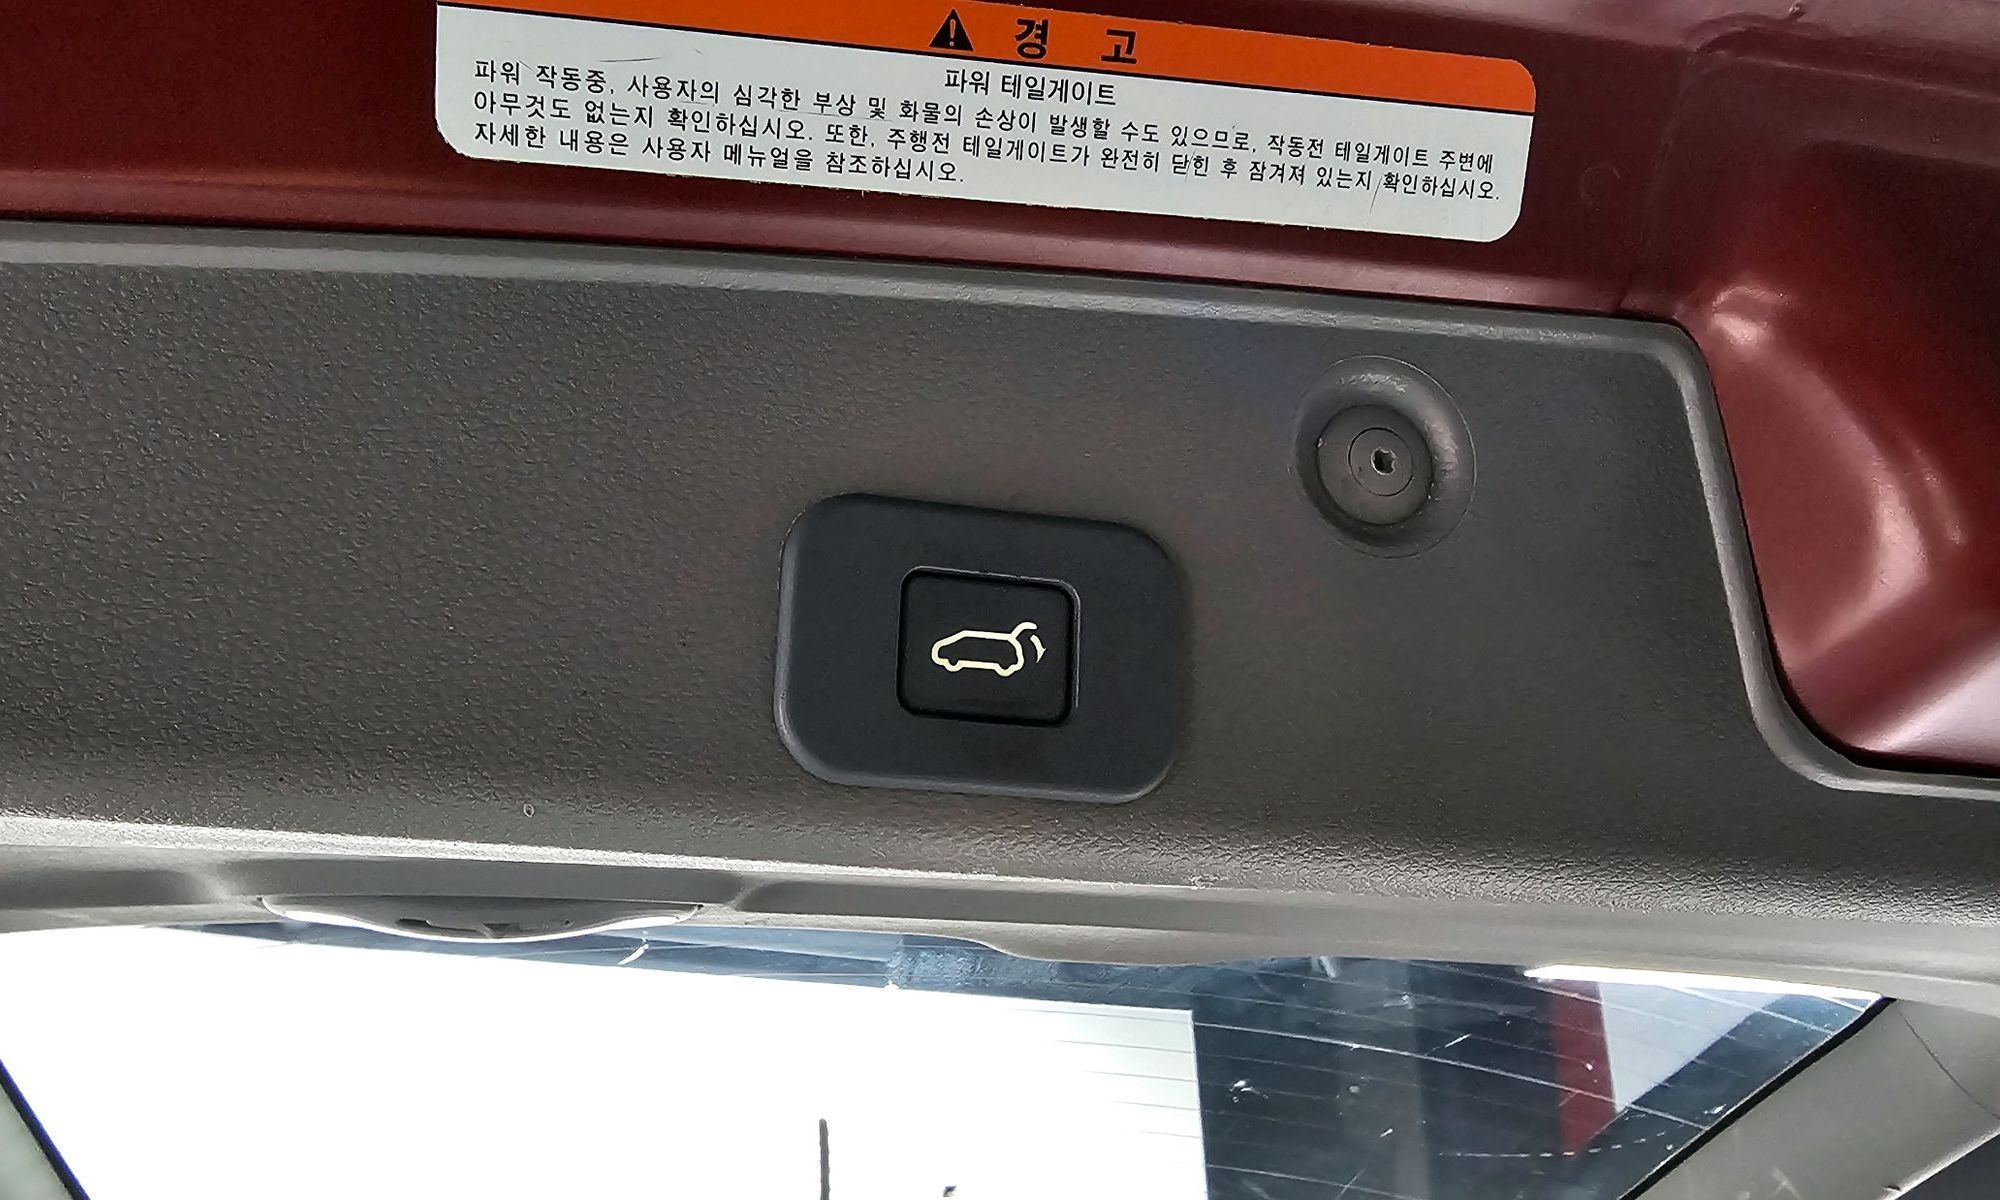 경 고
파워 테일게이트
파워 작동중, 사용자의 심각한 부상 및 화물의 손상이 발생할 수도 있으므로, 작동전 테일게이트 주변에
아무것도 없는지 확인하십시오. 또한, 주행전 테일게이트가 완전히 닫힌 후 잠겨져 있는지 확인하십시오.
자세한 내용은 사용자 메뉴얼을 참조하십시오.